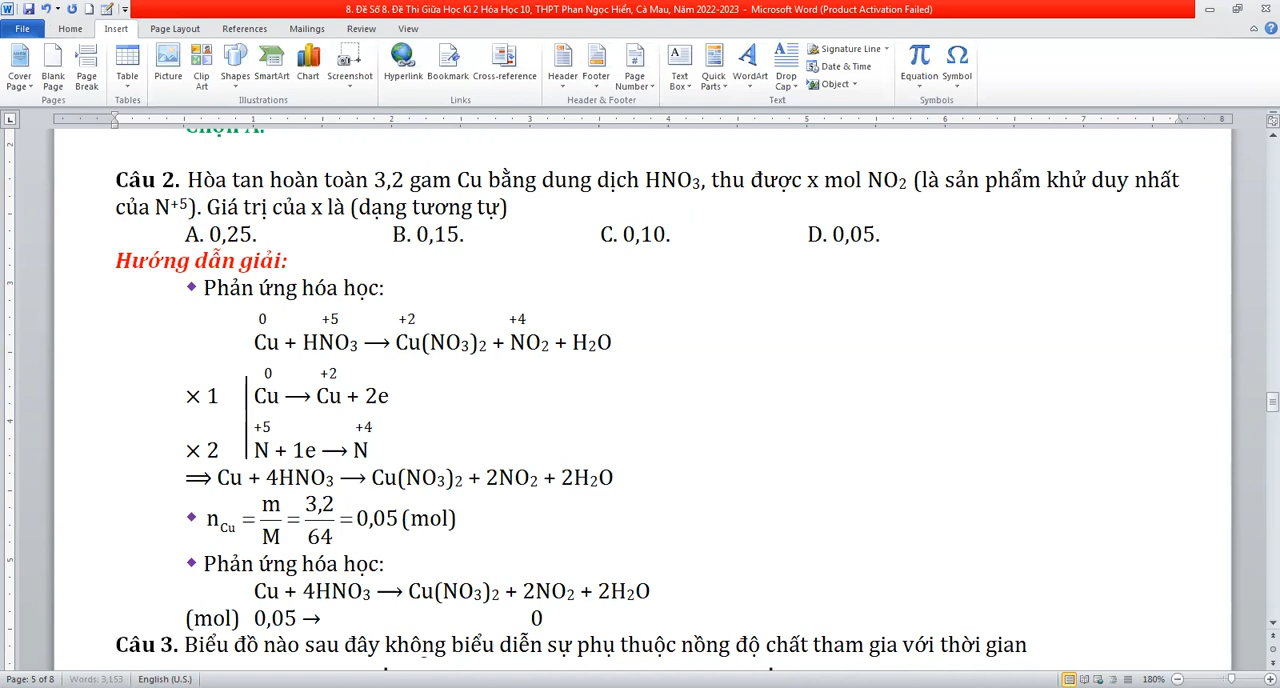 8. Đề Số 8. Đề Thi Giữa Học Kì 2 Hóa Học 10, THPT Phan Ngọc Hiển, Cà Mau, Năm 2022-2023 - Microsoft Word (Product Activation Failed)
File Home Insert Page Layout References Mailings Review View
Cover Page Blank Page Page Break Table Picture Clip Art Shapes SmartArt Chart Screenshot Hyperlink Bookmark Cross-reference Header Footer Page Number Text Box Quick Parts WordArt Drop Cap Signature Line Date & Time Object Equation Symbol
Pages Tables Illustrations Links Header & Footer Text Symbols
1 2 3 4 5 6 7 8
Chọn A.
Câu 2. Hòa tan hoàn toàn 3,2 gam Cu bằng dung dịch HNO₃, thu được x mol NO₂ (là sản phẩm khử duy nhất
của N⁺⁵). Giá trị của x là (dạng tương tự)
A. 0,25. B. 0,15. C. 0,10. D. 0,05.
Hướng dẫn giải:
❖ Phản ứng hóa học:
0 +5 +2 +4
Cu + HNO₃ ⟶ Cu(NO₃)₂ + NO₂ + H₂O
0 +2
× 1 | Cu ⟶ Cu + 2e
+5 +4
× 2 | N + 1e ⟶ N
⟹ Cu + 4HNO₃ ⟶ Cu(NO₃)₂ + 2NO₂ + 2H₂O
❖ n_Cu = m/M = 3,2/64 = 0,05 (mol)
❖ Phản ứng hóa học:
Cu + 4HNO₃ ⟶ Cu(NO₃)₂ + 2NO₂ + 2H₂O
(mol) 0,05 → 0
Câu 3. Biểu đồ nào sau đây không biểu diễn sự phụ thuộc nồng độ chất tham gia với thời gian
Page: 5 of 8 Words: 3,153 English (U.S.) 180%